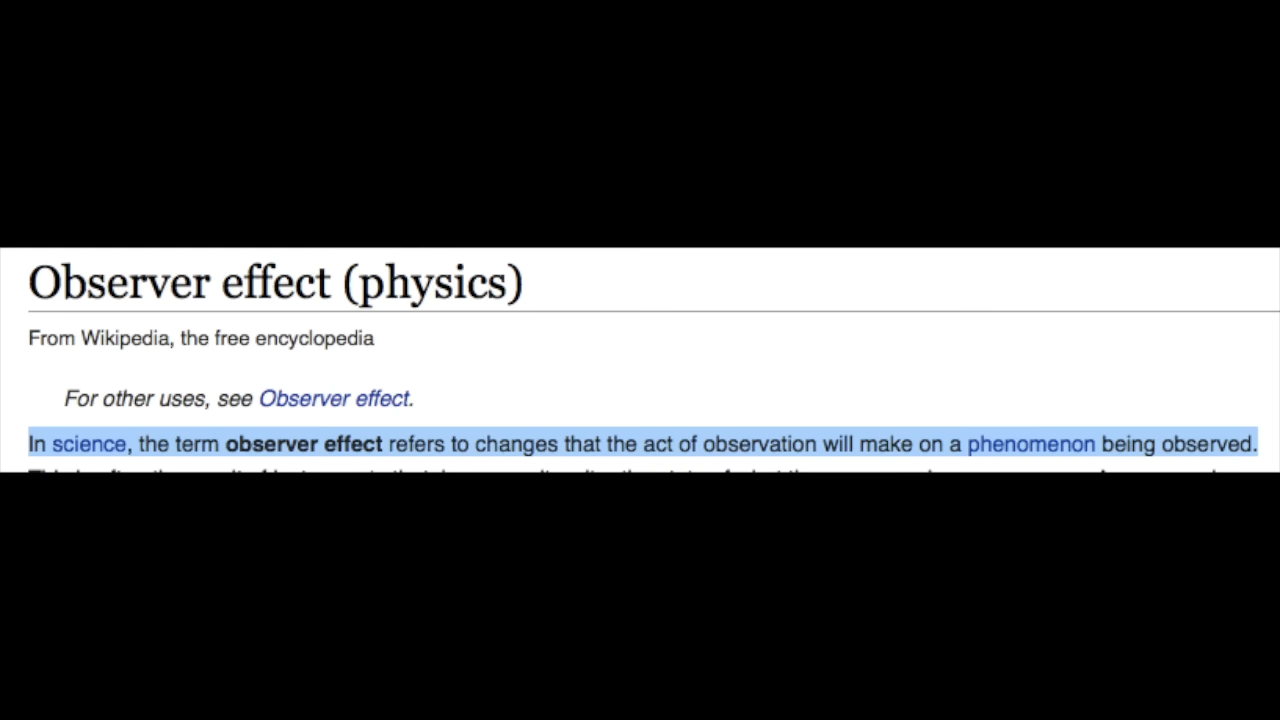 Observer effect (physics)
From Wikipedia, the free encyclopedia
For other uses, see Observer effect.
In science, the term observer effect refers to changes that the act of observation will make on a phenomenon being observed.